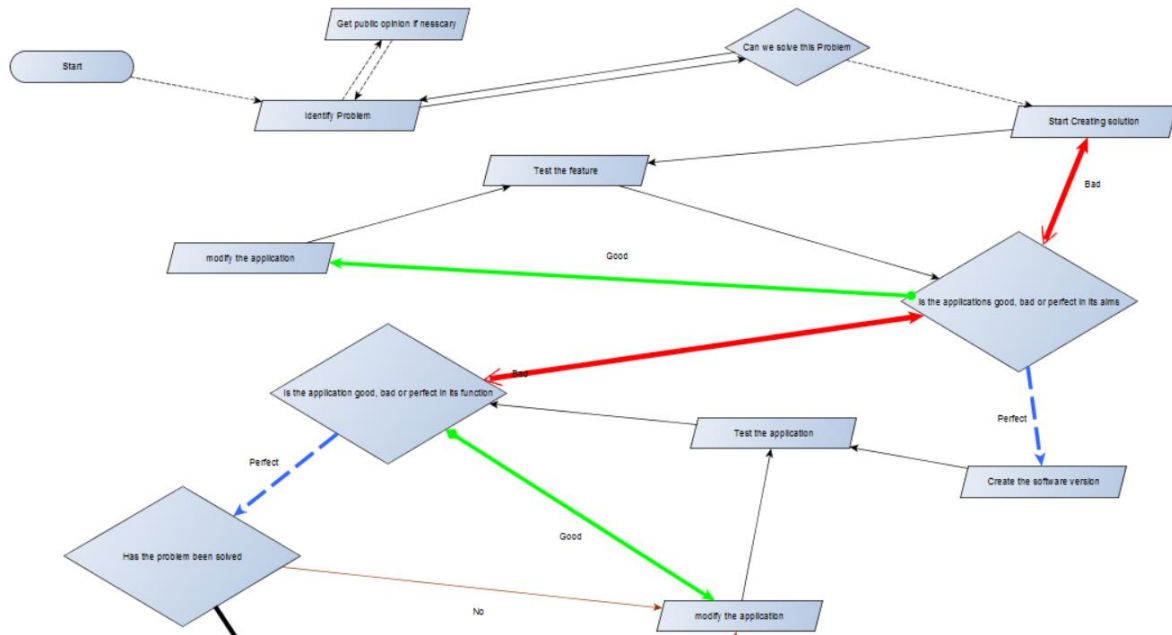 Get public opinion if nesscary
Can we solve this Problem
Start
Identify Problem
Start Creating solution
Test the feature
Bad
modify the application
Good
Is the applications good, bad or perfect in its aims
Bad
Is the application good, bad or perfect in its function
Perfect
Test the application
Perfect
Create the software version
Good
Has the problem been solved
No
modify the application